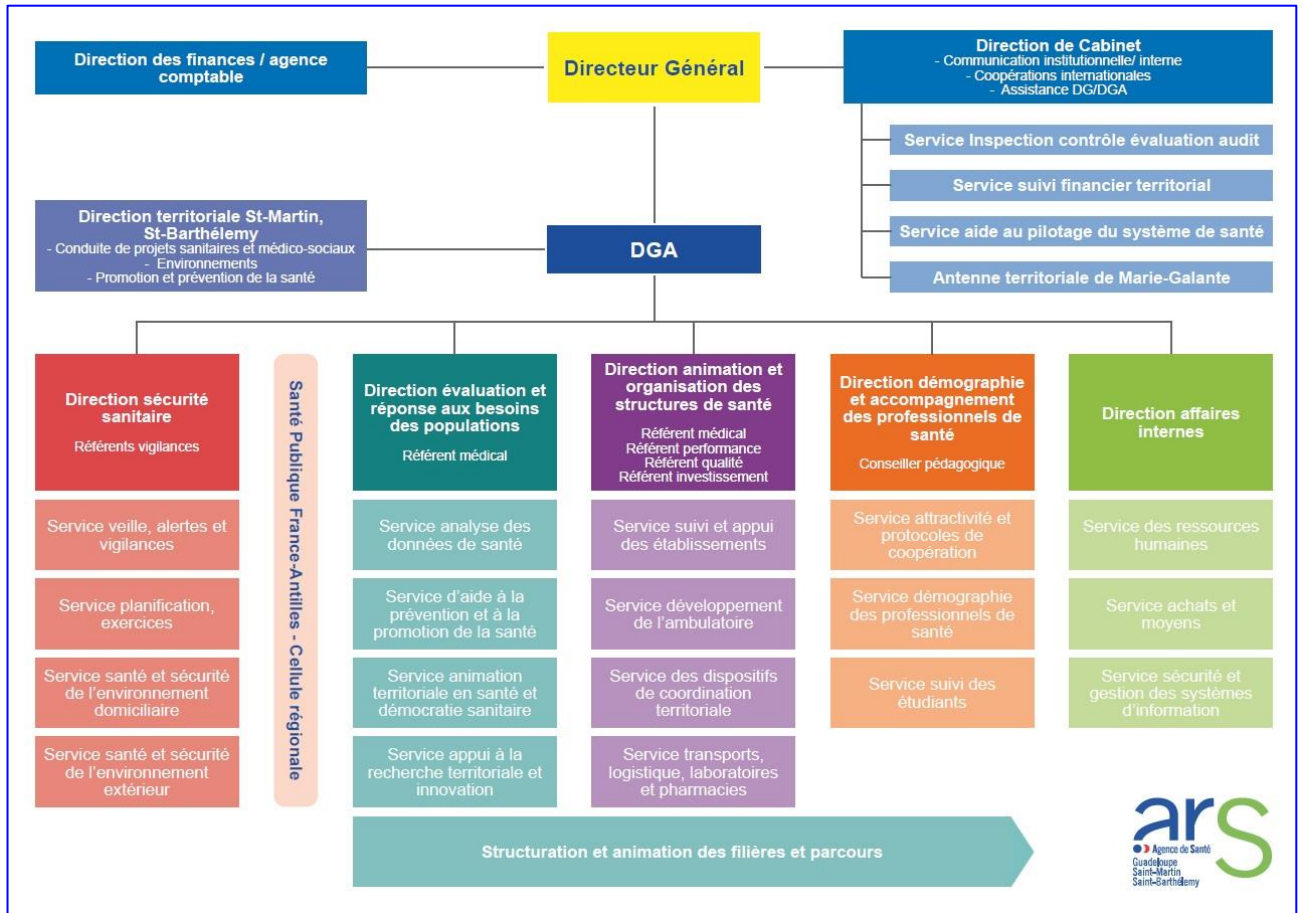 Direction des finances / agence
comptable
Directeur Général
Direction de Cabinet
- Communication institutionnelle/ interne
- Coopérations internationales
- Assistance DG/DGA
Service Inspection contrôle évaluation audit
Service suivi financier territorial
Service aide au pilotage du système de santé
Antenne territoriale de Marie-Galante
Direction territoriale St-Martin,
St-Barthélemy
- Conduite de projets sanitaires et médico-sociaux
- Environnements
- Promotion et prévention de la santé
DGA
Direction sécurité
sanitaire
Référents vigilances
Service veille, alertes et
vigilances
Service planification,
exercices
Service santé et sécurité
de l'environnement
domiciliaire
Service santé et sécurité
de l'environnement
extérieur
Santé Publique France-Antilles - Cellule régionale
Direction évaluation et
réponse aux besoins
des populations
Référent médical
Service analyse des
données de santé
Service d'aide à la
prévention et à la
promotion de la santé
Service animation
territoriale en santé et
démocratie sanitaire
Service appui à la
recherche territoriale et
innovation
Direction animation et
organisation des
structures de santé
Référent médical
Référent performance
Référent qualité
Référent investissement
Service suivi et appui
des établissements
Service développement
de l'ambulatoire
Service des dispositifs
de coordination
territoriale
Service transports,
logistique, laboratoires
et pharmacies
Direction démographie
et accompagnement
des professionnels de
santé
Conseiller pédagogique
Service attractivité et
protocoles de
coopération
Service démographie
des professionnels de
santé
Service suivi des
étudiants
Direction affaires
internes
Service des ressources
humaines
Service achats et
moyens
Service sécurité et
gestion des systèmes
d'information
Structuration et animation des filières et parcours
ars
Agence de Santé
Guadeloupe
Saint-Martin
Saint-Barthélemy